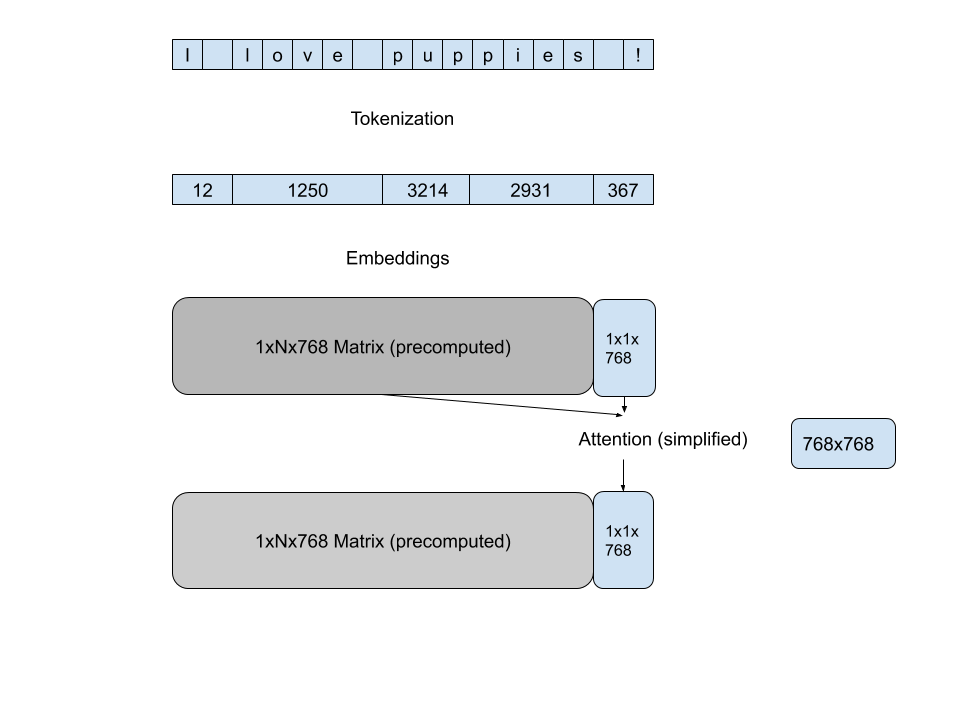 I l o v e p u p p i e s !
Tokenization
12 1250 3214 2931 367
Embeddings
1xNx768 Matrix (precomputed)
1x1x
768
Attention (simplified)
768x768
1xNx768 Matrix (precomputed)
1x1x
768